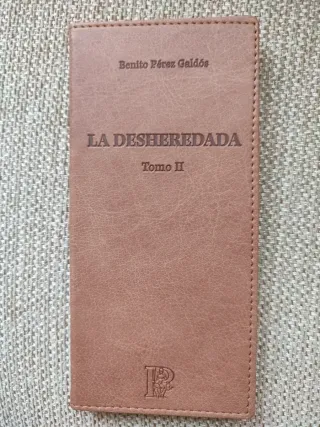 Benito Pérez Galdós
LA DESHEREDADA
Tomo II